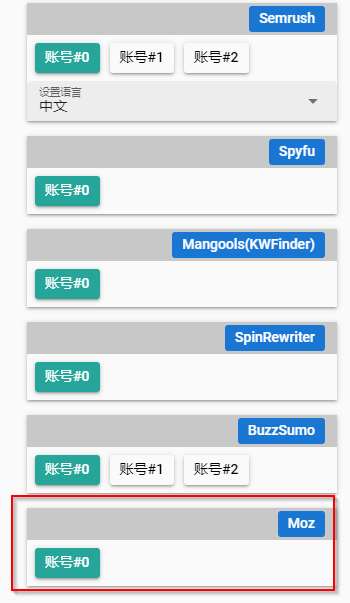 Semrush
账号#0 账号#1 账号#2
设置语言
中文
Spyfu
账号#0
Mangools(KWFinder)
账号#0
SpinRewriter
账号#0
BuzzSumo
账号#0 账号#1 账号#2
Moz
账号#0